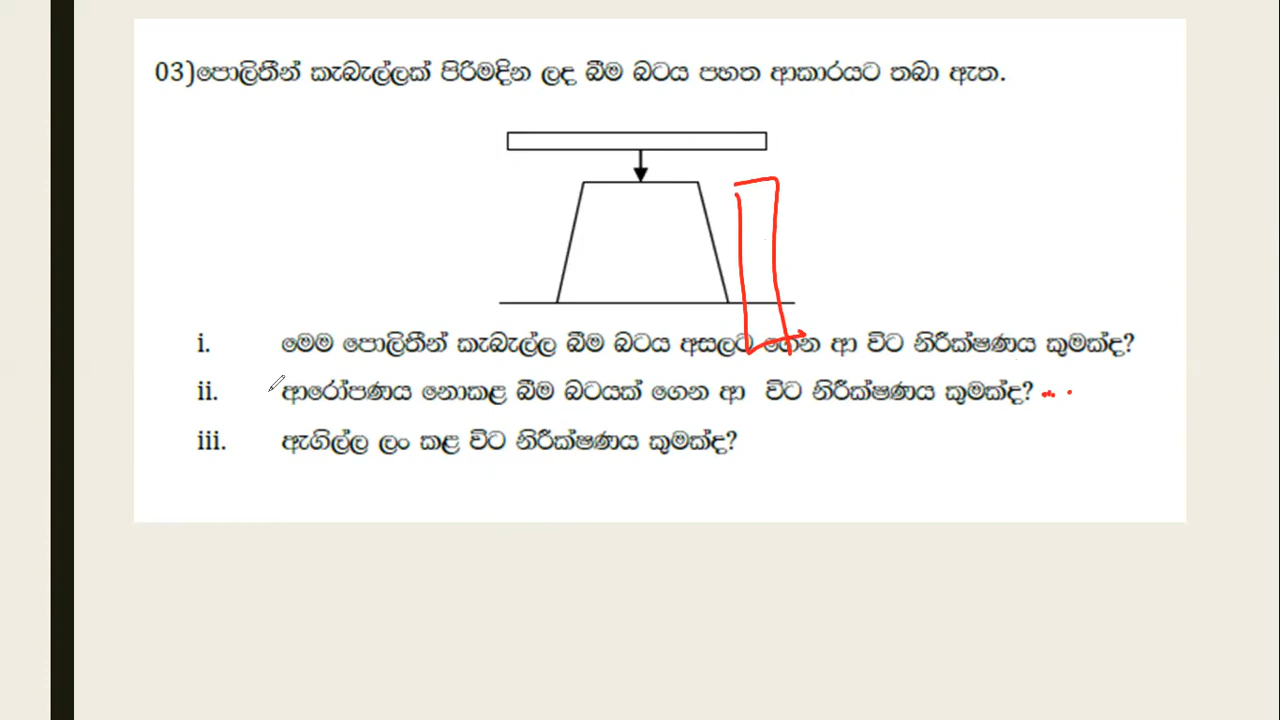 03)පොලිතීන් කැබැල්ලක් පිරිමදින ලද බීම බටය පහත ආකාරයට තබා ඇත.
i. මෙම පොලිතීන් කැබැල්ල බීම බටය අසලට ගෙන ආ විට නිරීක්ෂණය කුමක්ද?
ii. ආරෝපණය නොකළ බීම බටයක් ගෙන ආ විට නිරීක්ෂණය කුමක්ද?
iii. ඇගිල්ල ලං කළ විට නිරීක්ෂණය කුමක්ද?